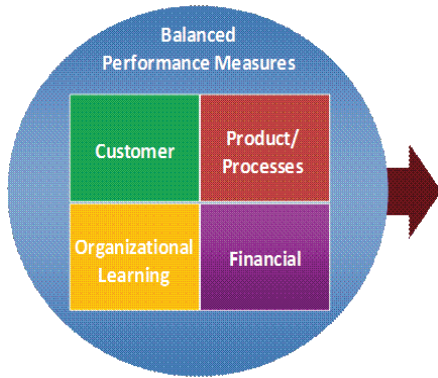 Balanced
Performance Measures
Customer
Product/
Processes
Organizational
Learning
Financial